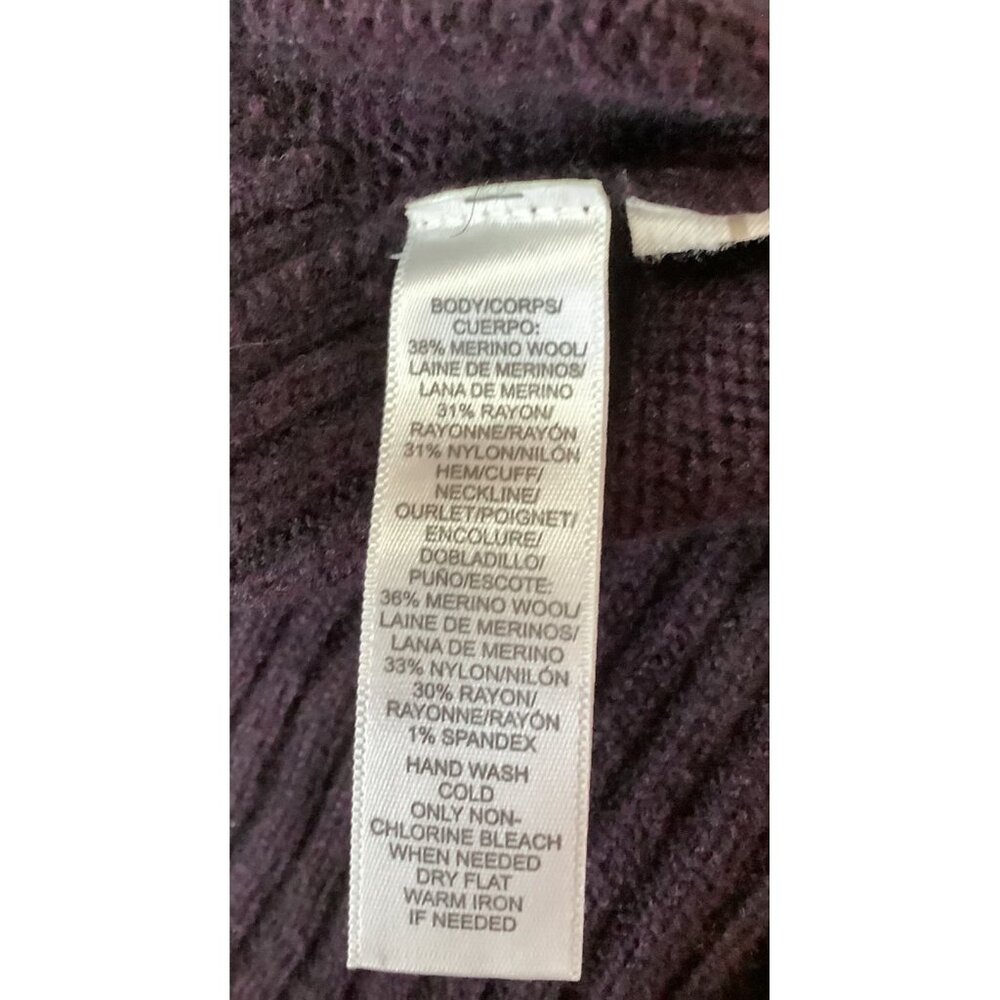 BODY/CORPS/
CUERPO:
38% MERINO WOOL/
LAINE DE MERINOS/
LANA DE MERINO
31% RAYON/
RAYONNE/RAYÓN
31% NYLON/NILÓN
HEM/CUFF/
NECKLINE/
OURLET/POIGNET/
ENCOLURE/
DOBLADILLO/
PUÑO/ESCOTE:
36% MERINO WOOL/
LAINE DE MERINOS/
LANA DE MERINO
33% NYLON/NILÓN
30% RAYON/
RAYONNE/RAYÓN
1% SPANDEX
HAND WASH
COLD
ONLY NON-
CHLORINE BLEACH
WHEN NEEDED
DRY FLAT
WARM IRON
IF NEEDED